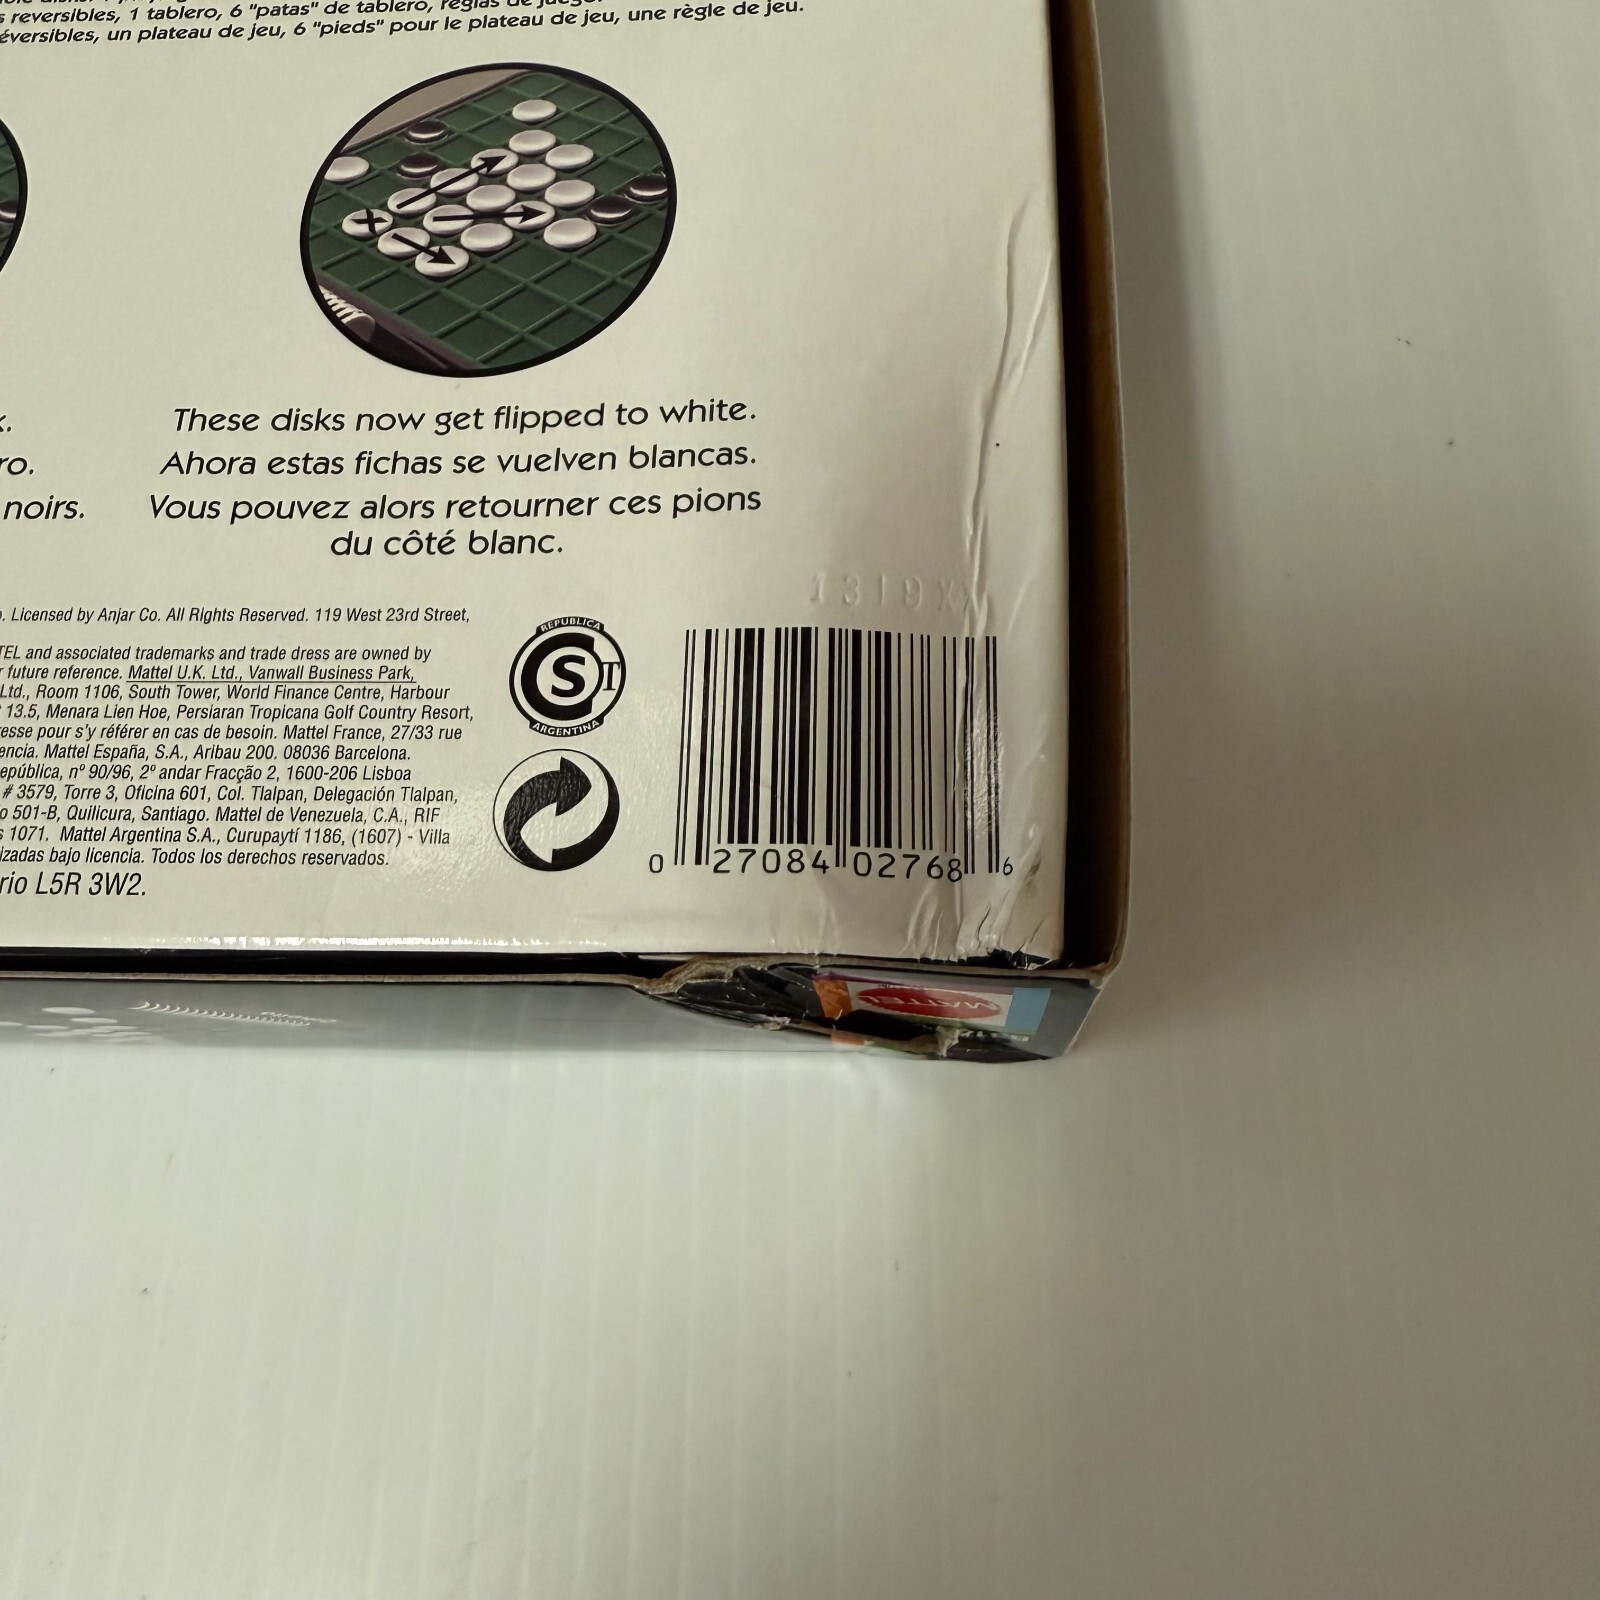 reversibles, 1 tablero, 6 "patas" de tablero, reglas de
éversibles, un plateau de jeu, 6 "pieds" pour le plateau de jeu, une règle de jeu.
These disks now get flipped to white.
ro. Ahora estas fichas se vuelven blancas.
noirs. Vous pouvez alors retourner ces pions
du côté blanc.
1319XX
Licensed by Anjar Co. All Rights Reserved. 119 West 23rd Street,
TEL and associated trademarks and trade dress are owned by
future reference. Mattel U.K. Ltd., Vanwall Business Park,
Ltd., Room 1106, South Tower, World Finance Centre, Harbour
13.5, Menara Lien Hoe, Persiaran Tropicana Golf Country Resort,
esse pour s'y référer en cas de besoin. Mattel France, 27/33 rue
encia. Mattel España, S.A., Aribau 200. 08036 Barcelona.
epública, nº 90/96, 2º andar Fracção 2, 1600-206 Lisboa
# 3579, Torre 3, Oficina 601, Col. Tlalpan, Delegación Tlalpan,
o 501-B, Quilicura, Santiago. Mattel de Venezuela, C.A., RIF
s 1071. Mattel Argentina S.A., Curupaytí 1186, (1607) - Villa
izadas bajo licencia. Todos los derechos reservados.
rio L5R 3W2.
REPUBLICA
CST
ARGENTINA
0 27084 02768 6
MATTEL